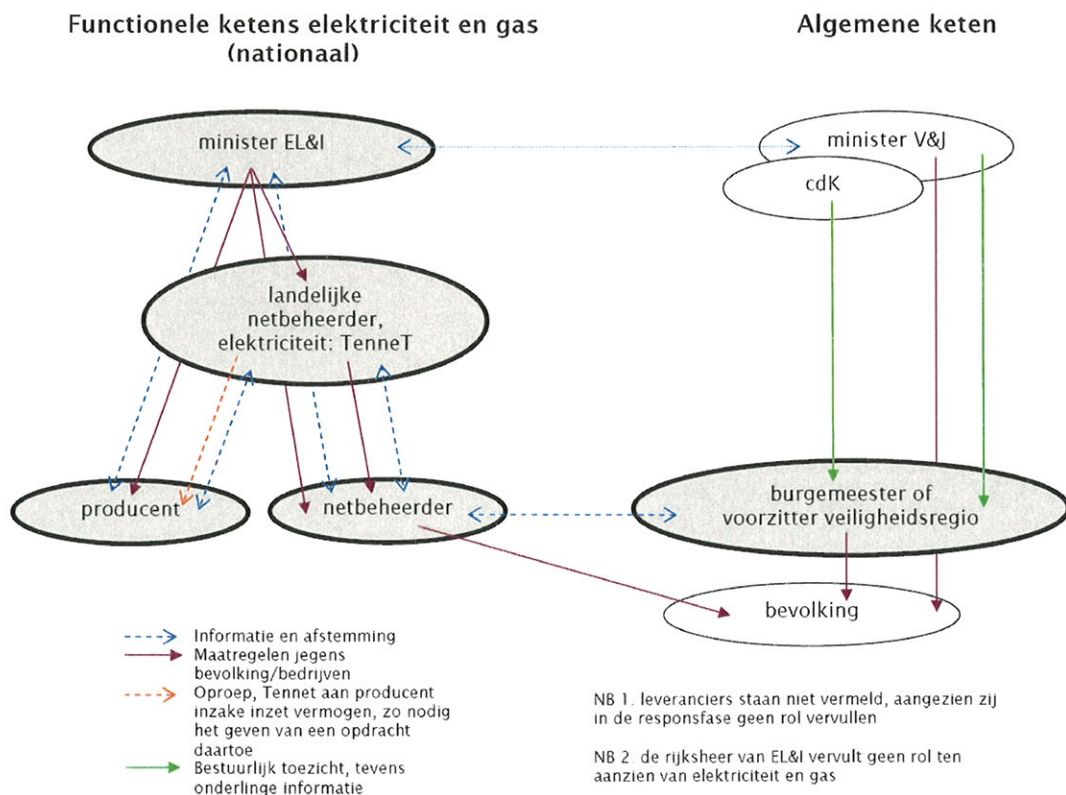 Functionele ketens elektriciteit en gas
(nationaal)
Algemene keten
minister EL&I
minister V&J
cdK
landelijke
netbeheerder,
elektriciteit: TenneT
producent
netbeheerder
burgemeester of
voorzitter veiligheidsregio
bevolking
Informatie en afstemming
Maatregelen jegens
bevolking/bedrijven
Oproep, Tennet aan producent
inzake inzet vermogen, zo nodig
het geven van een opdracht
daartoe
Bestuurlijk toezicht, tevens
onderlinge informatie
NB 1. leveranciers staan niet vermeld, aangezien zij
in de responsfase geen rol vervullen
NB 2. de rijksheer van EL&I vervult geen rol ten
aanzien van elektriciteit en gas